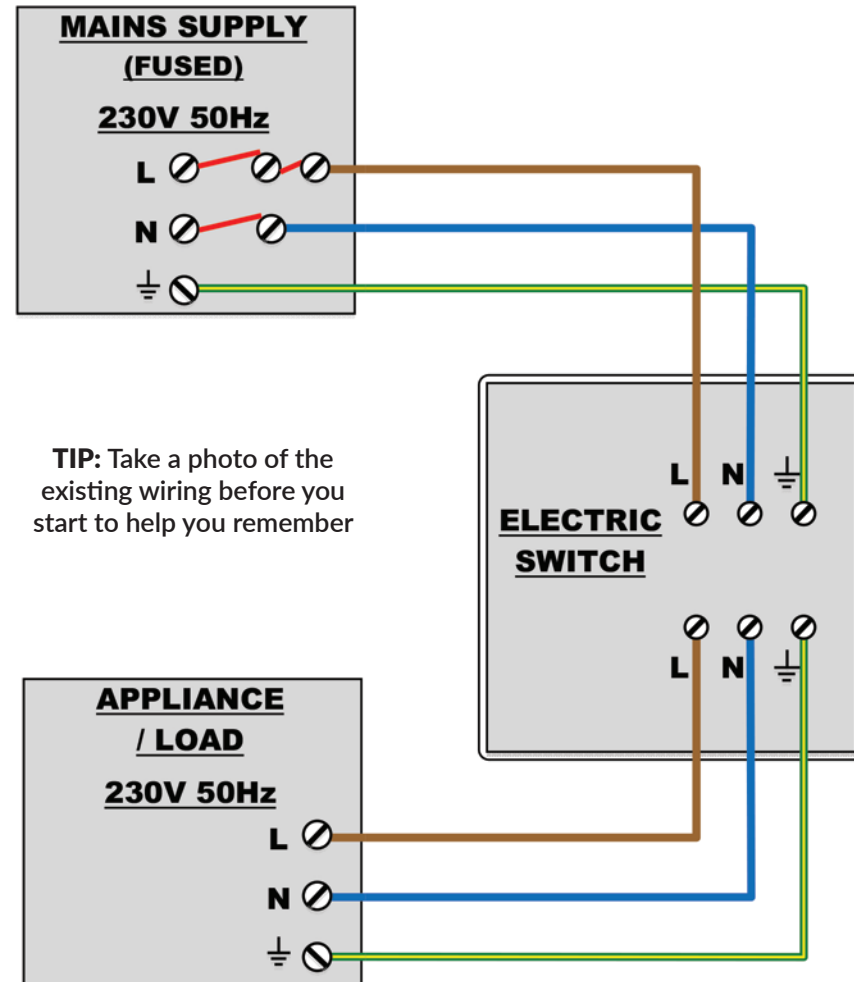 MAINS SUPPLY
(FUSED)
230V 50Hz
L
N
TIP: Take a photo of the
existing wiring before you
start to help you remember
L N
ELECTRIC
SWITCH
L N
APPLIANCE
/ LOAD
230V 50Hz
L
N